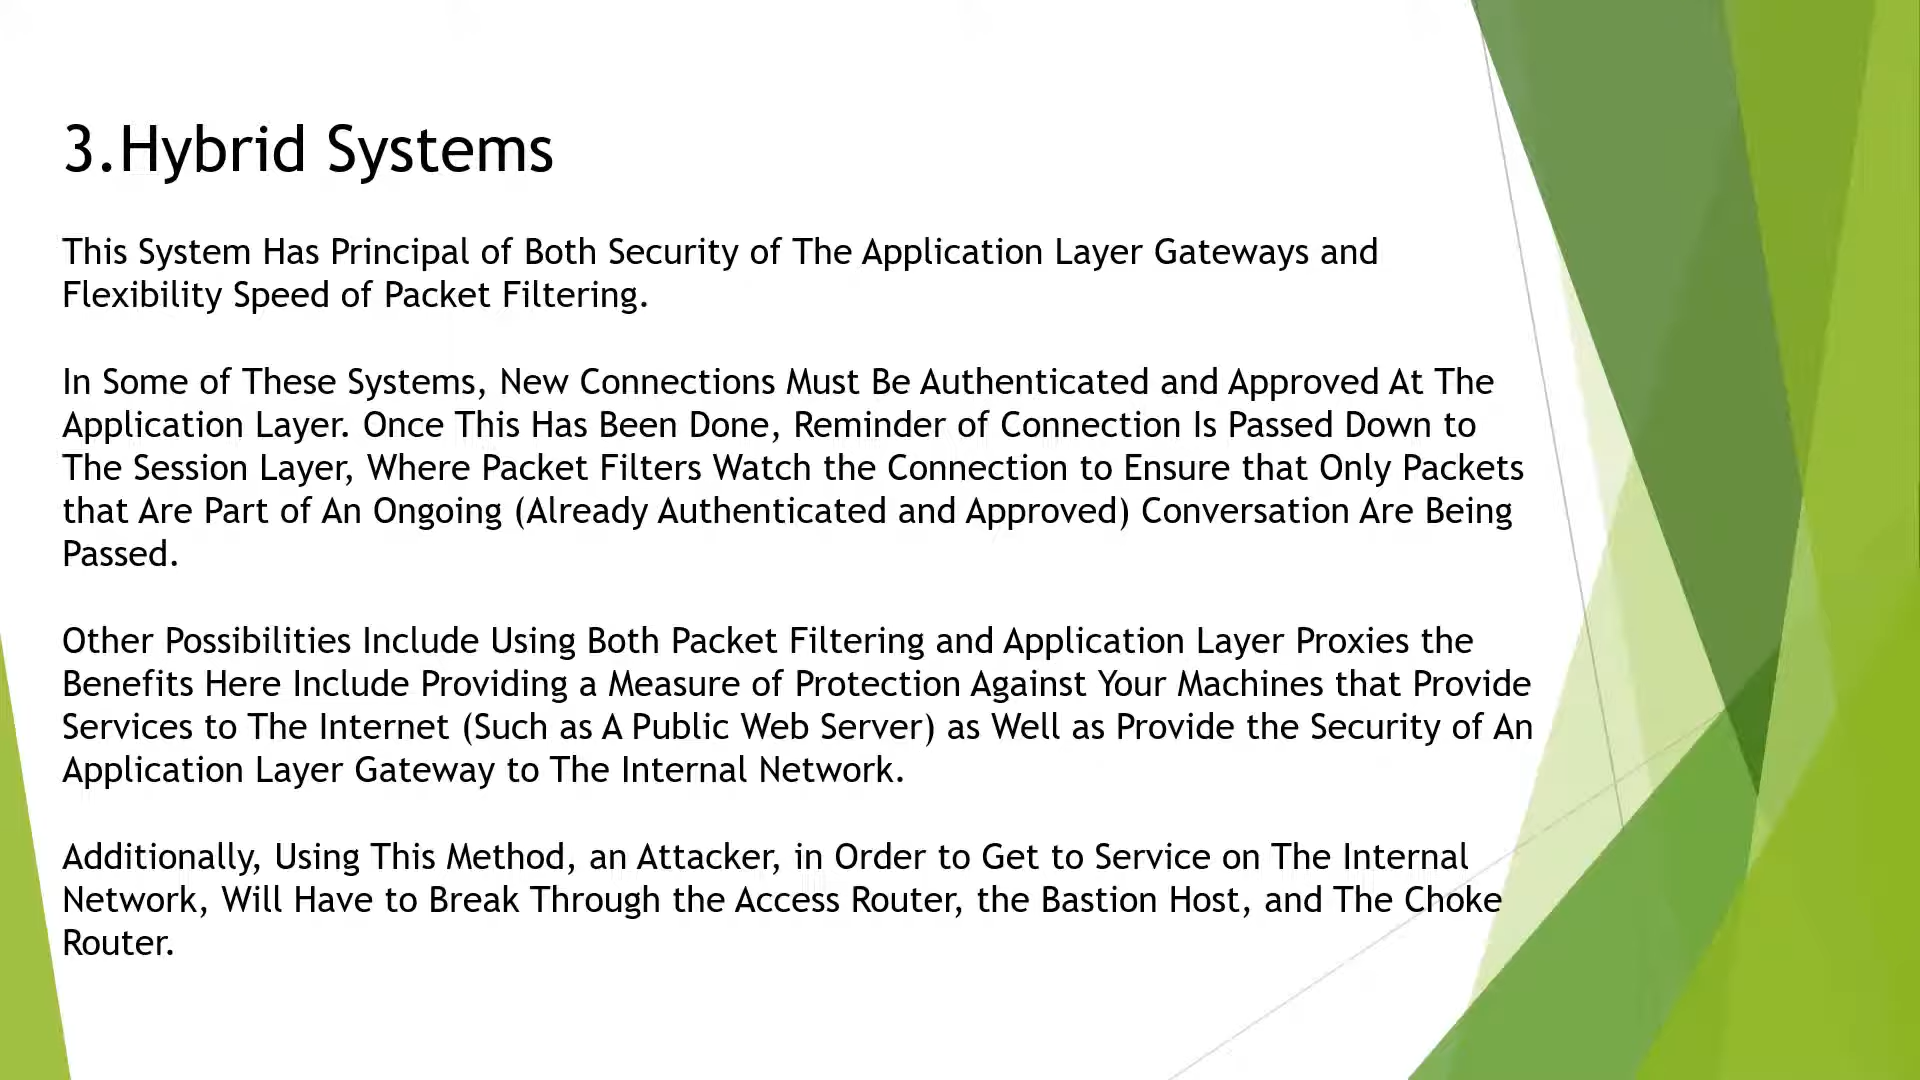 3.Hybrid Systems
This System Has Principal of Both Security of The Application Layer Gateways and
Flexibility Speed of Packet Filtering.
In Some of These Systems, New Connections Must Be Authenticated and Approved At The
Application Layer. Once This Has Been Done, Reminder of Connection Is Passed Down to
The Session Layer, Where Packet Filters Watch the Connection to Ensure that Only Packets
that Are Part of An Ongoing (Already Authenticated and Approved) Conversation Are Being
Passed.
Other Possibilities Include Using Both Packet Filtering and Application Layer Proxies the
Benefits Here Include Providing a Measure of Protection Against Your Machines that Provide
Services to The Internet (Such as A Public Web Server) as Well as Provide the Security of An
Application Layer Gateway to The Internal Network.
Additionally, Using This Method, an Attacker, in Order to Get to Service on The Internal
Network, Will Have to Break Through the Access Router, the Bastion Host, and The Choke
Router.